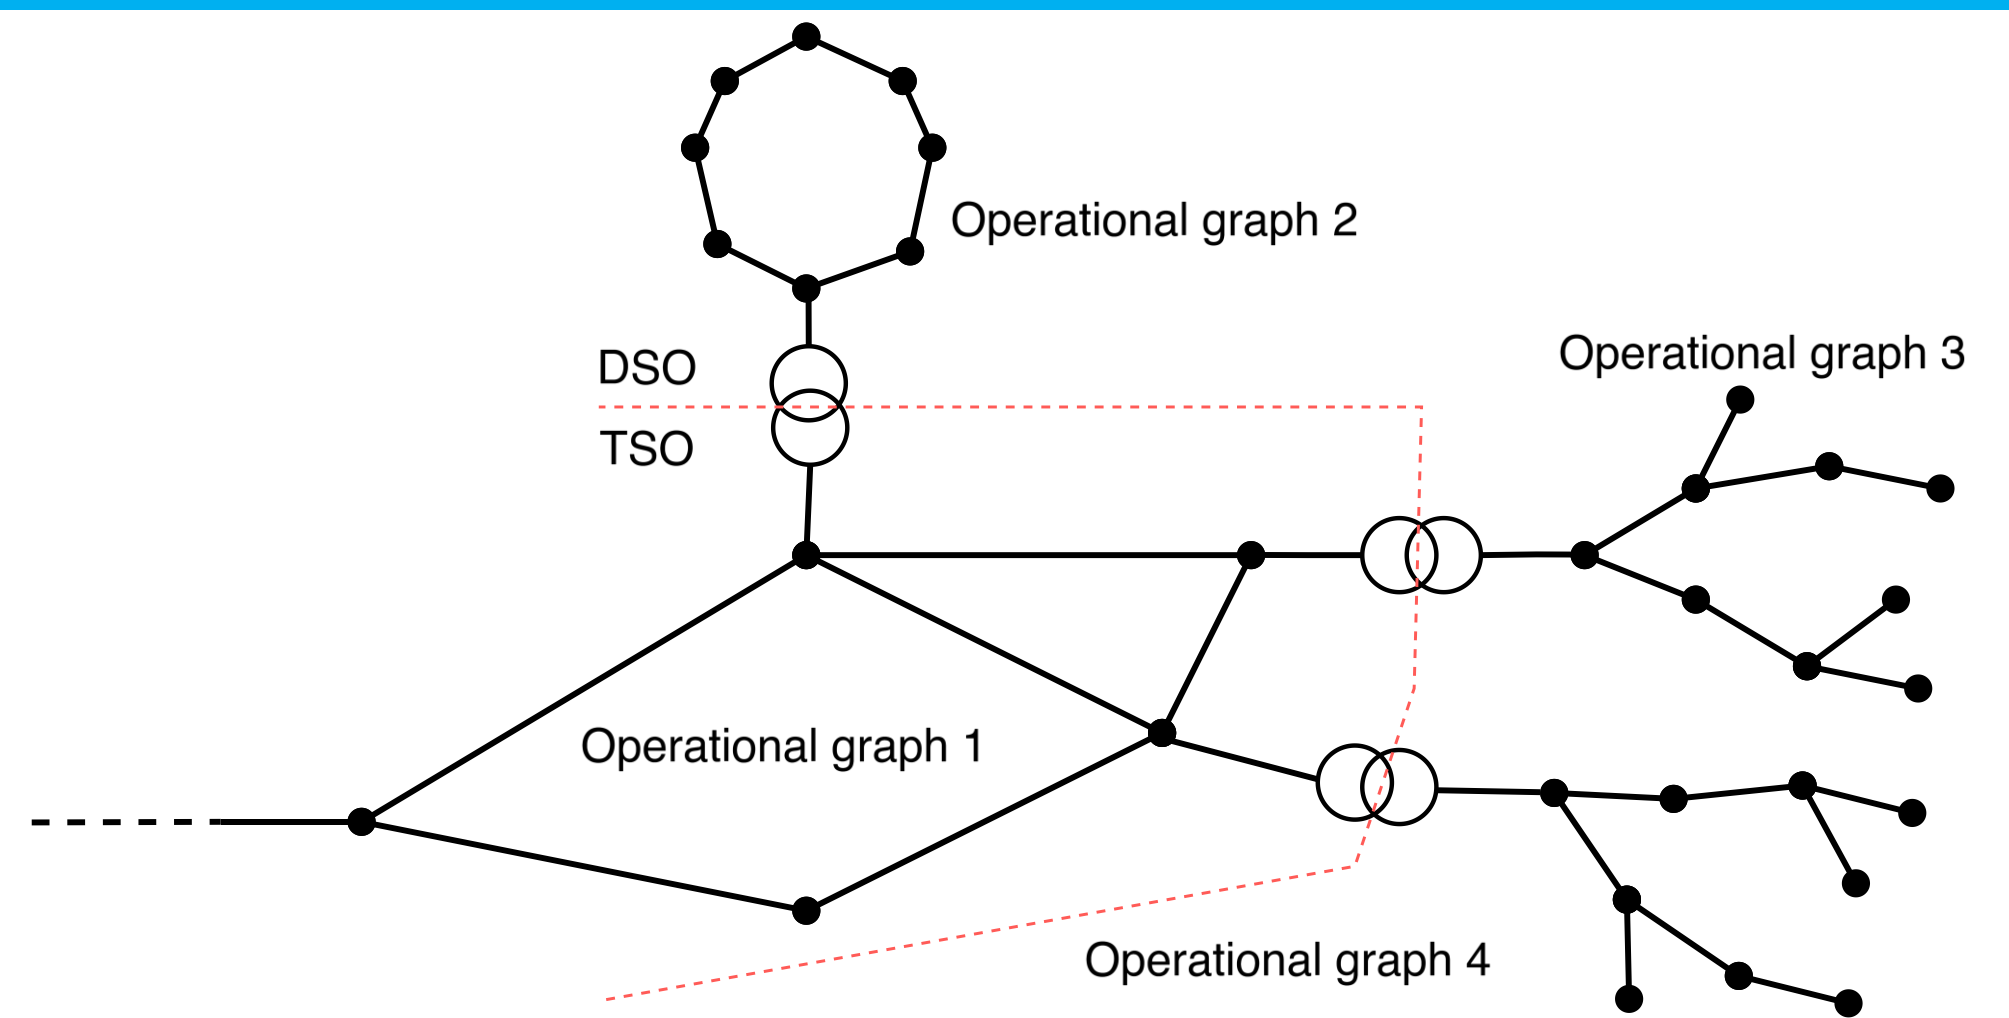 Operational graph 2
DSO
Operational graph 3
TSO
Operational graph 1
Operational graph 4